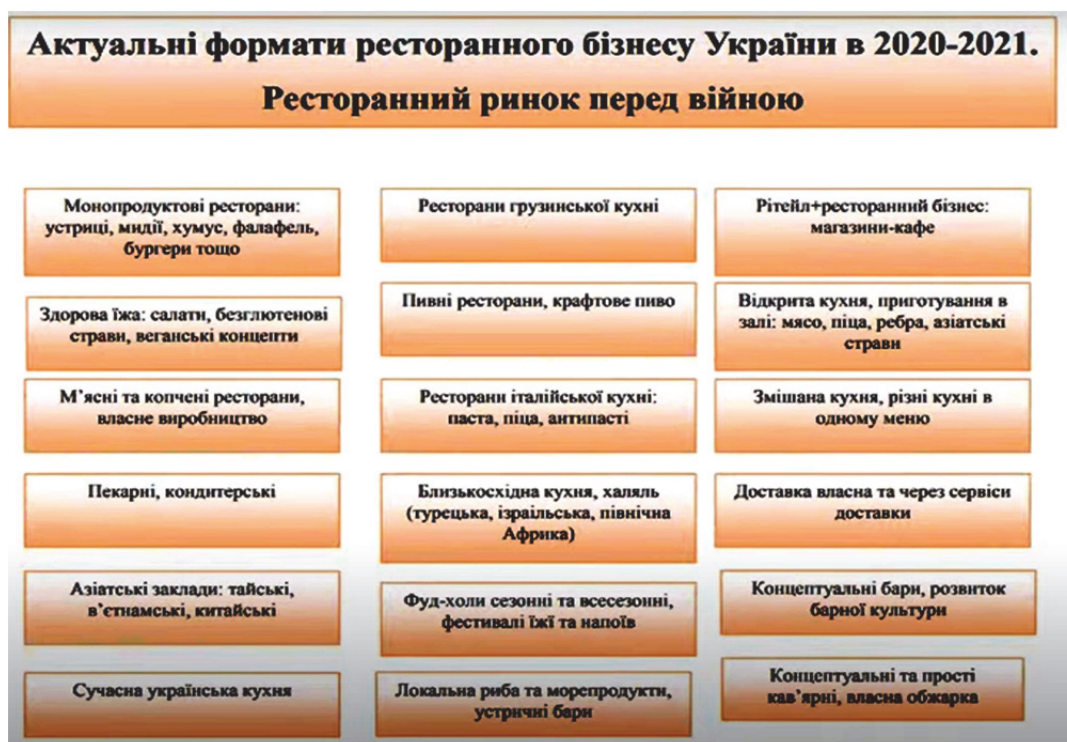 Актуальні формати ресторанного бізнесу України в 2020-2021.
Ресторанний ринок перед війною
Монопродуктові ресторани:
устриці, мидії, хумус, фалафель,
бургери тощо
Здорова їжа: салати, безглютенові
страви, веганські концепти
М’ясні та копчені ресторани,
власне виробництво
Пекарні, кондитерські
Азіатські заклади: тайські,
в’єтнамські, китайські
Сучасна українська кухня
Ресторани грузинської кухні
Пивні ресторани, крафтове пиво
Ресторани італійської кухні:
паста, піца, антипасті
Близькосхідна кухня, халяль
(турецька, ізраїльська, північна
Африка)
Фуд-холи сезонні та всесезонні,
фестивалі їжї та напоїв
Локальна риба та морепродукти,
устричні бари
Рітейл+ресторанний бізнес:
магазини-кафе
Відкрита кухня, приготування в
залі: мясо, піца, ребра, азіатські
страви
Змішана кухня, різні кухні в
одному меню
Доставка власна та через сервіси
доставки
Концептуальні бари, розвиток
барної культури
Концептуальні та прості
кав’ярні, власна обжарка